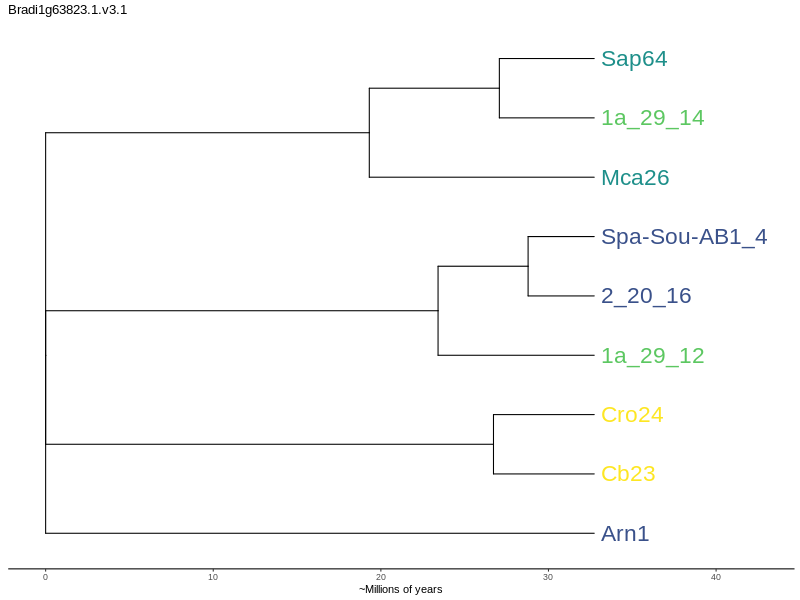 Bradi1g63823.1.v3.1
Sap64
1a_29_14
Mca26
Spa-Sou-AB1_4
2_20_16
1a_29_12
Cro24
Cb23
Arn1
0 10 20 30 40
~Millions of years